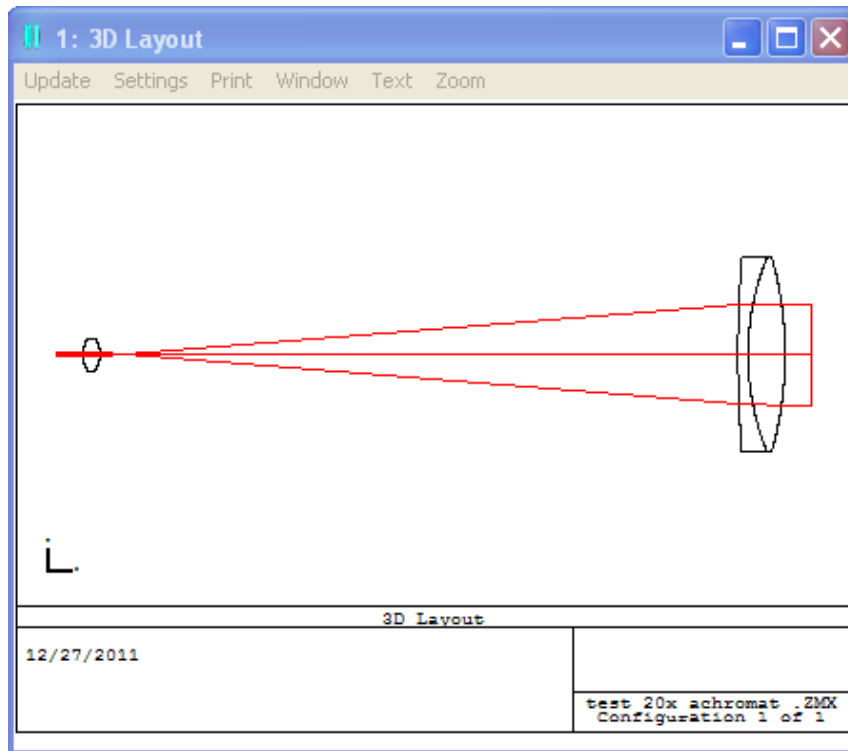 1: 3D Layout
Update Settings Print Window Text Zoom
3D Layout
12/27/2011
test 20x achromat .ZMX
Configuration 1 of 1